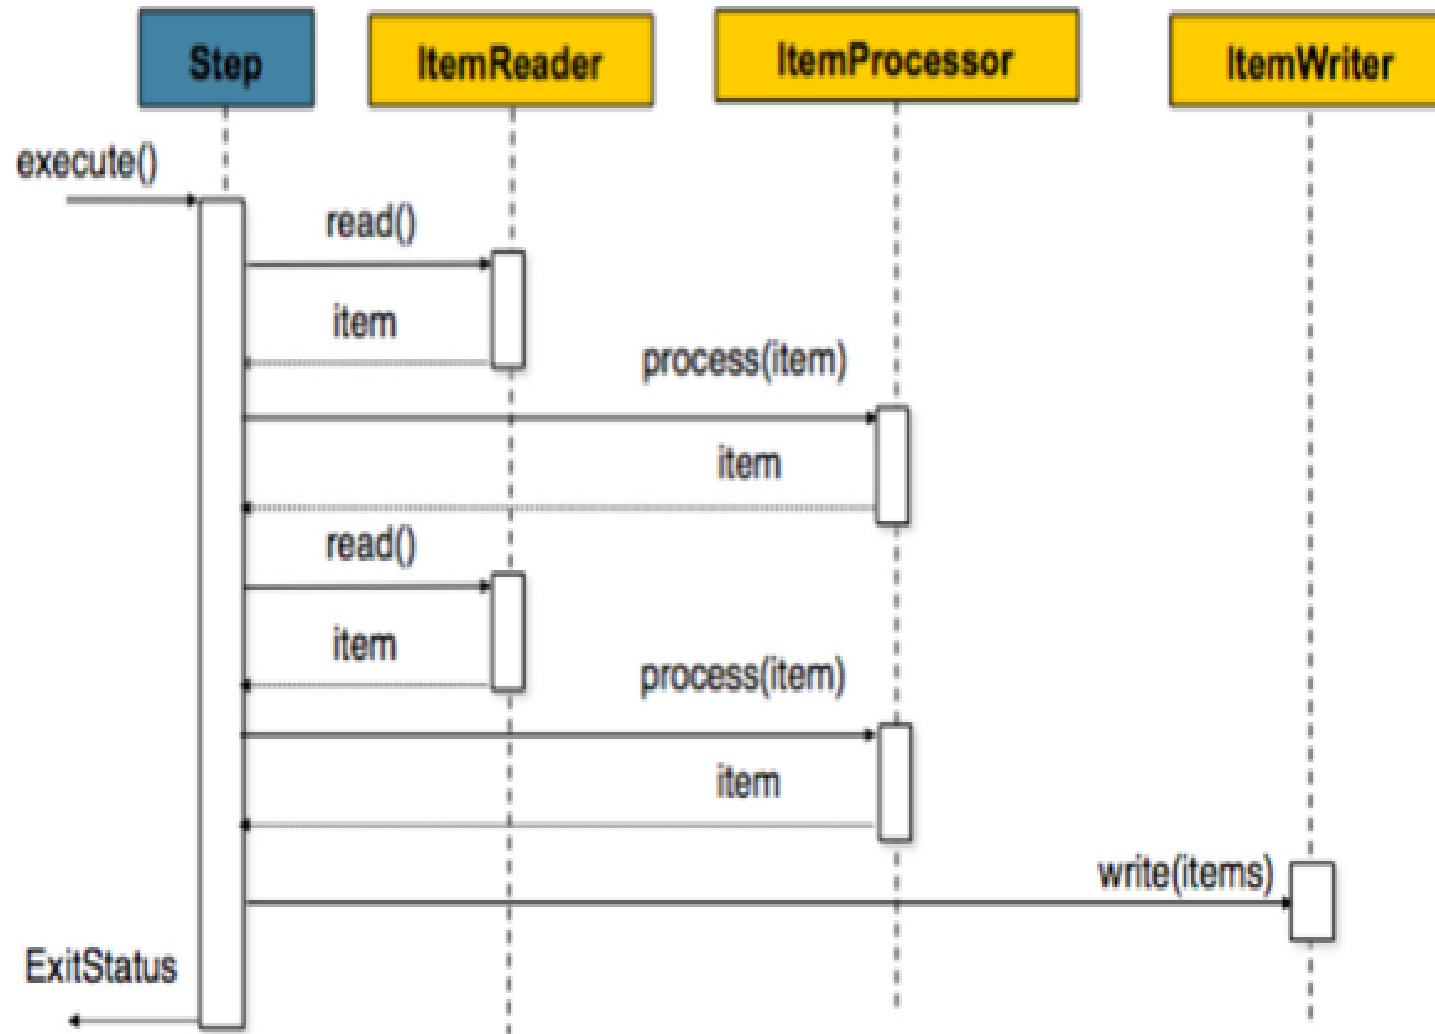 Step
ItemReader
ItemProcessor
ItemWriter
execute()
read()
item
process(item)
item
read()
item
process(item)
item
write(items)
ExitStatus